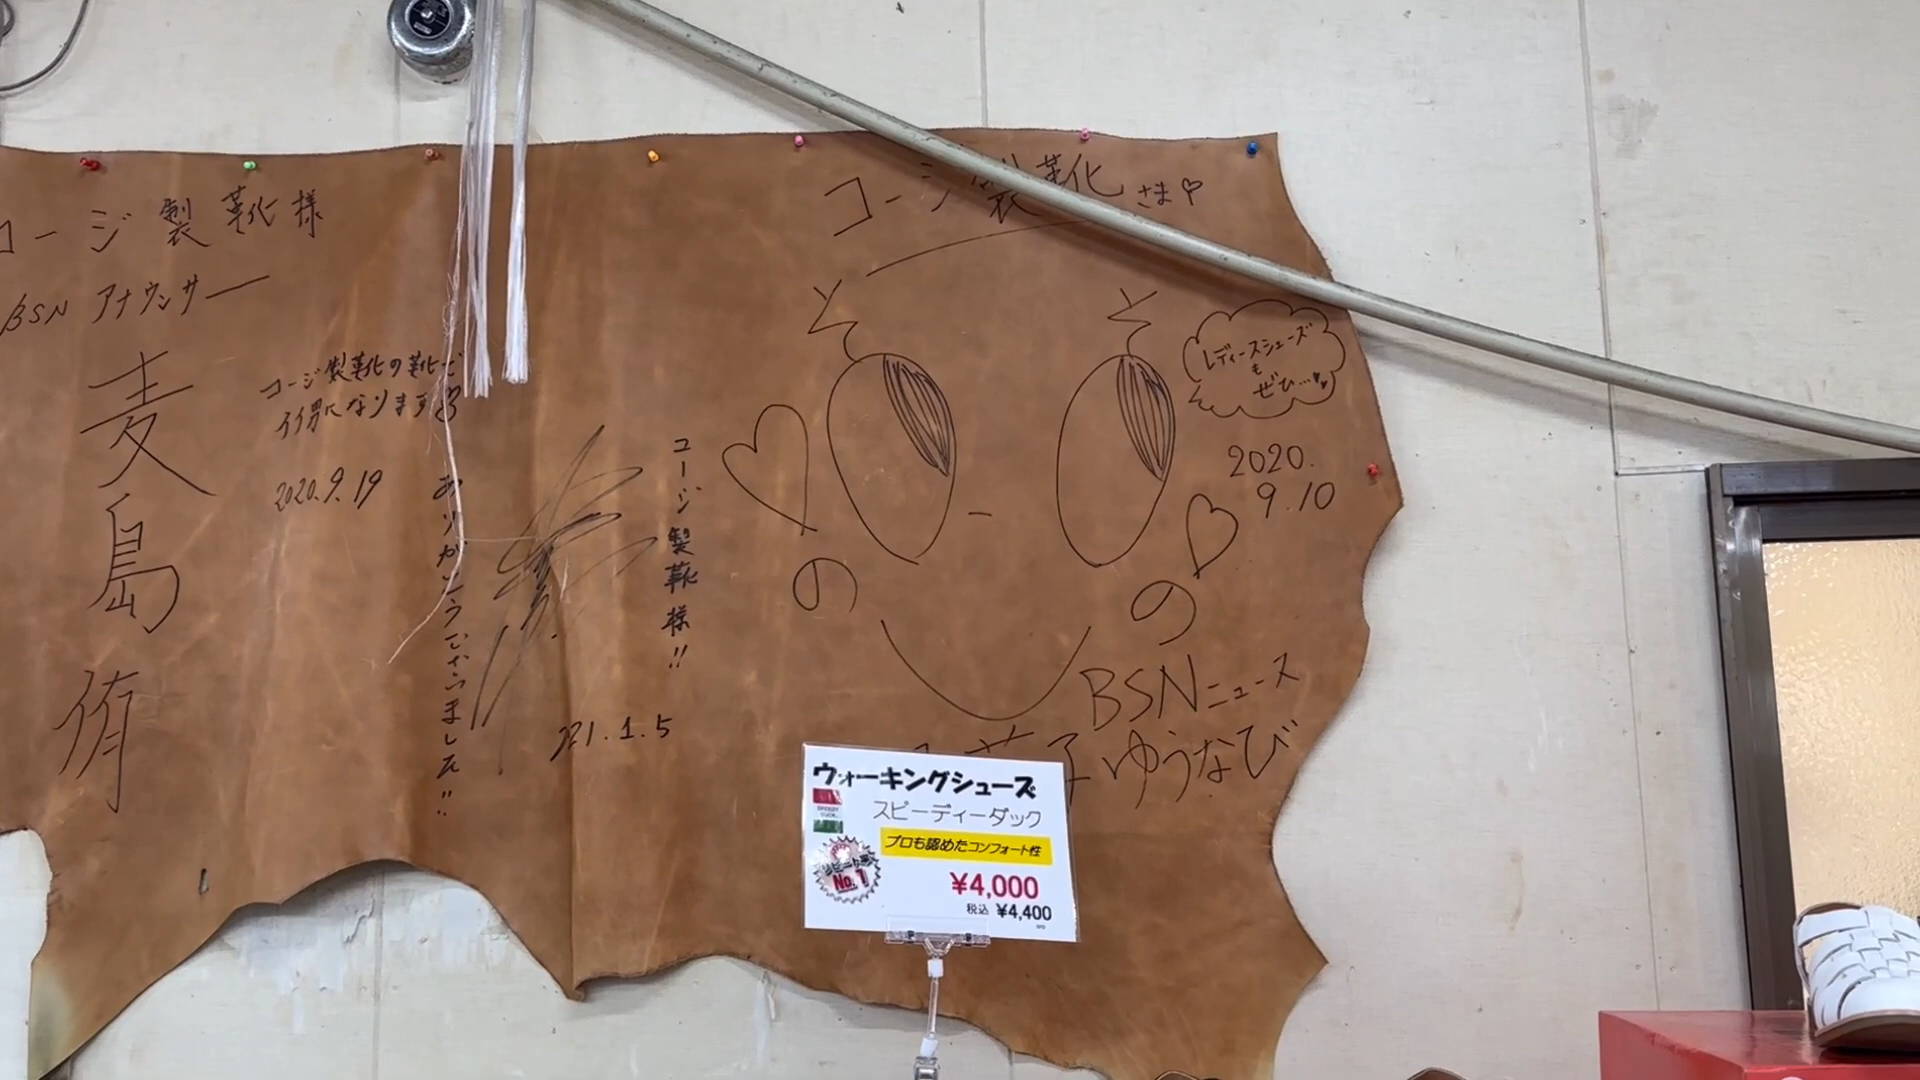 コージ製靴様
BSN アナウンサー
麦島侑
コージ製靴の靴で
イイ男になります
2020.9.19
ありがとうございました!!
コージ製靴様!!
1.1.5
コージ製靴さま♡
レディースシューズ
も
ぜひ…
2020.
9.10
の
の
BSNニュース
ゆうなび
ウォーキングシューズ
スピーディーダック
プロも認めたコンフォート性
No.1
¥4,000
税込 ¥4,400